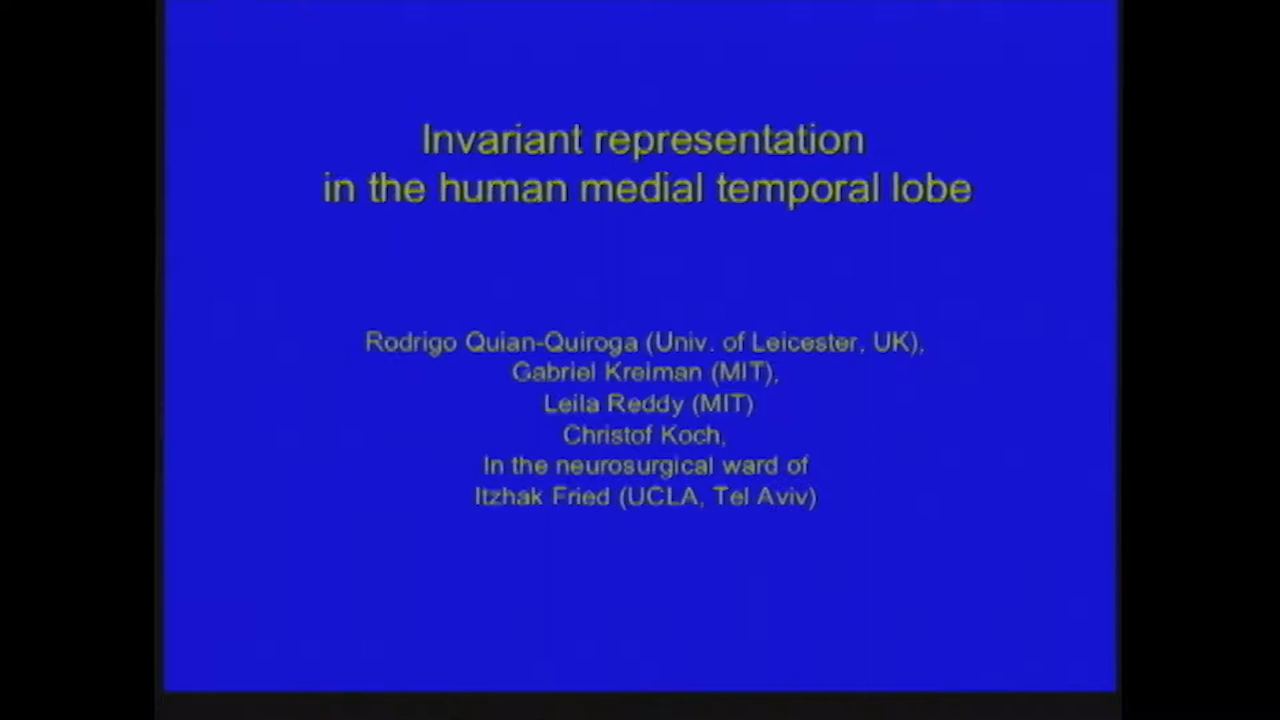 Invariant representation
in the human medial temporal lobe
Rodrigo Quian-Quiroga (Univ. of Leicester, UK),
Gabriel Kreiman (MIT),
Leila Reddy (MIT)
Christof Koch,
In the neurosurgical ward of
Itzhak Fried (UCLA, Tel Aviv)